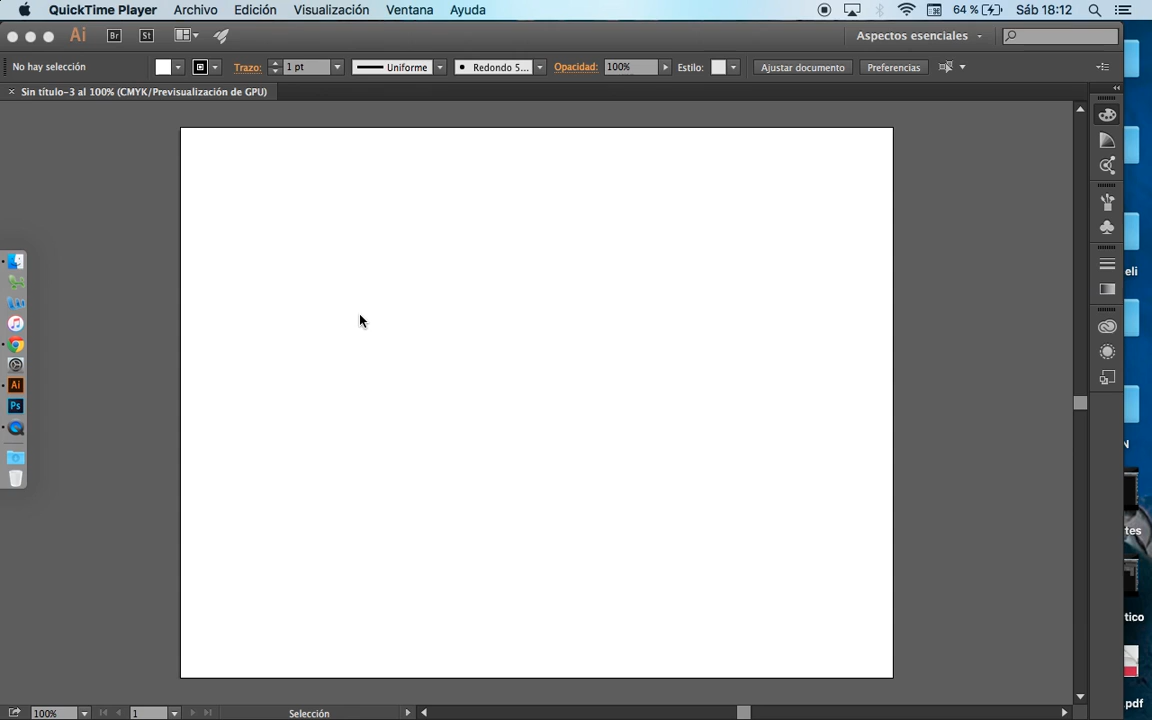 QuickTime Player Archivo Edición Visualización Ventana Ayuda 64 % Sáb 18:12
Ai Br St Aspectos esenciales
No hay selección Trazo: 1 pt Uniforme Redondo 5... Opacidad: 100% Estilo: Ajustar documento Preferencias
× Sin título-3 al 100% (CMYK/Previsualización de GPU)
eli
Ai
Ps
N
tes
tico
.pdf
100% 1 Selección